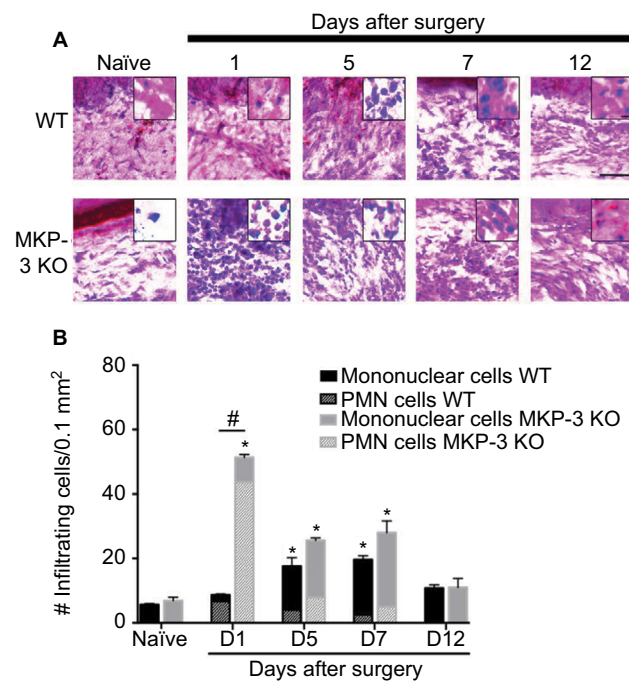 Days after surgery
A
Naïve 1 5 7 12
WT
MKP-
3 KO
B
80
60
40
20
0
# Infiltrating cells/0.1 mm²
Mononuclear cells WT
PMN cells WT
Mononuclear cells MKP-3 KO
PMN cells MKP-3 KO
#
*
* *
* *
Naïve D1 D5 D7 D12
Days after surgery